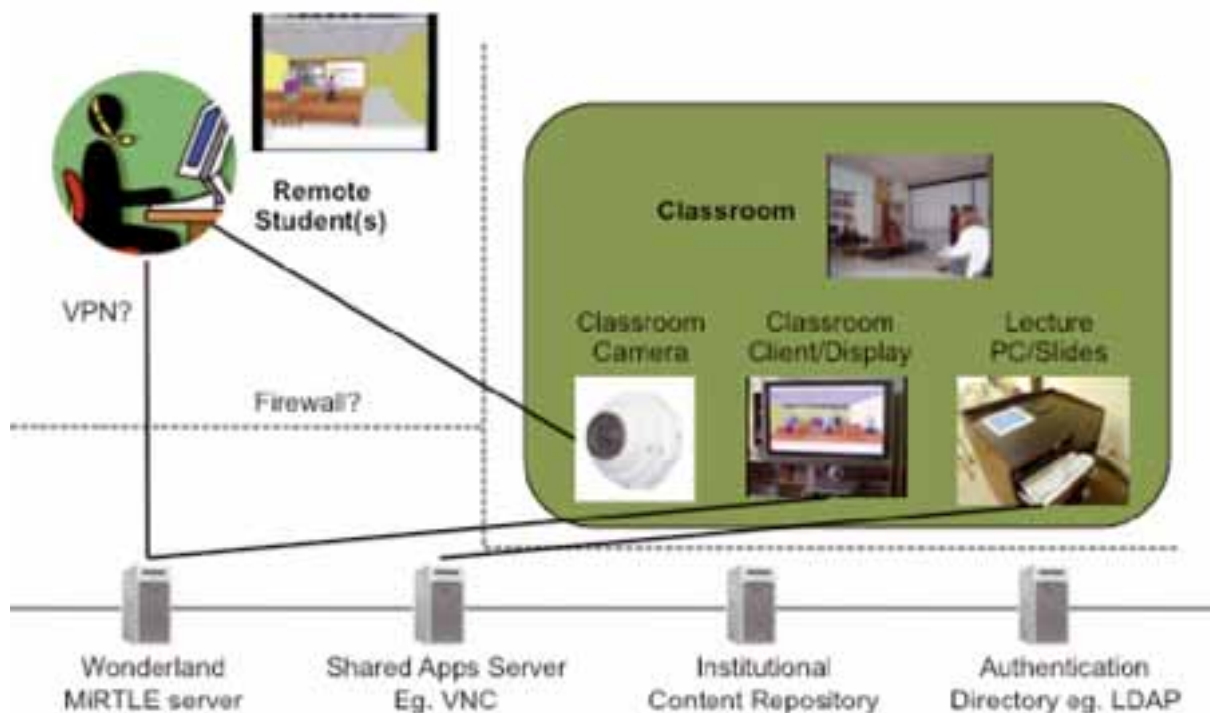 Remote
Student(s)
Classroom
VPN?
Classroom
Camera
Classroom
Client/Display
Lecture
PC/Slides
Firewall?
Wonderland
MiRTLE server
Shared Apps Server
Eg. VNC
Institutional
Content Repository
Authentication
Directory eg. LDAP